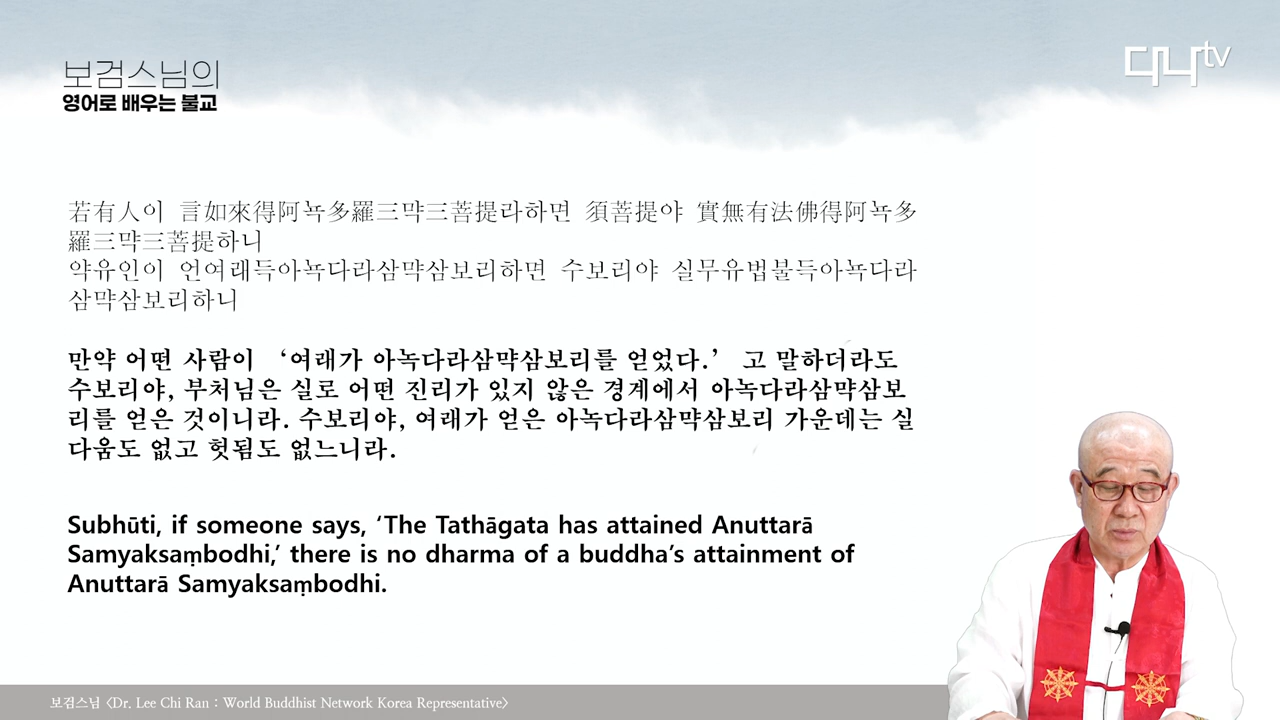 보검스님의
영어로 배우는 불교
디나tv
若有人이 言如來得阿뇩多羅三먁三菩提라하면 須菩提야 實無有法佛得阿뇩多
羅三먁三菩提하니
약유인이 언여래득아뇩다라삼먁삼보리하면 수보리야 실무유법불득아뇩다라
삼먁삼보리하니
만약 어떤 사람이 ‘여래가 아눅다라삼먁삼보리를 얻었다.’ 고 말하더라도
수보리야, 부처님은 실로 어떤 진리가 있지 않은 경계에서 아눅다라삼먁삼보
리를 얻은 것이니라. 수보리야, 여래가 얻은 아눅다라삼먁삼보리 가운데는 실
다움도 없고 헛됨도 없느니라.
Subhūti, if someone says, ‘The Tathāgata has attained Anuttarā
Samyaksaṃbodhi,’ there is no dharma of a buddha’s attainment of
Anuttarā Samyaksaṃbodhi.
보검스님 &lt;Dr. Lee Chi Ran : World Buddhist Network Korea Representative&gt;